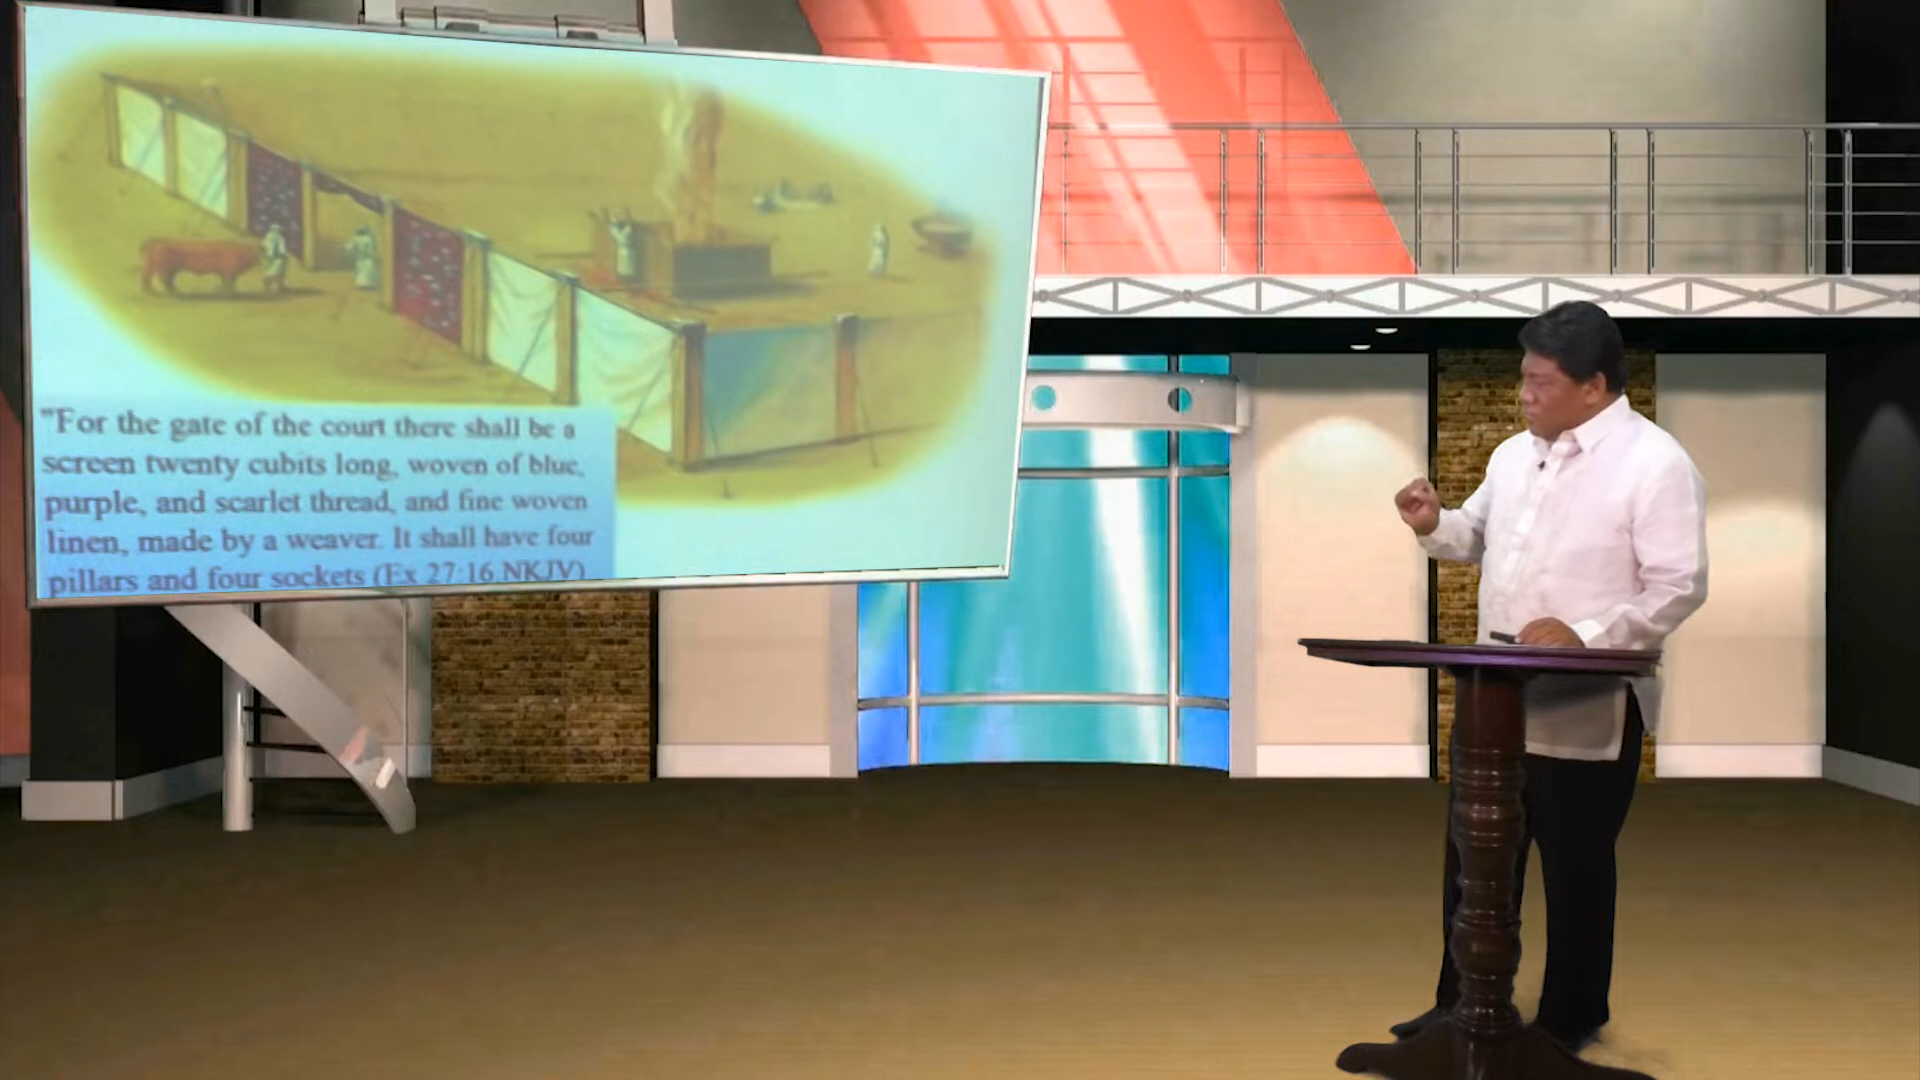 "For the gate of the court there shall be a
screen twenty cubits long, woven of blue,
purple, and scarlet thread, and fine woven
linen, made by a weaver. It shall have four
pillars and four sockets (Ex 27:16 NKJV)